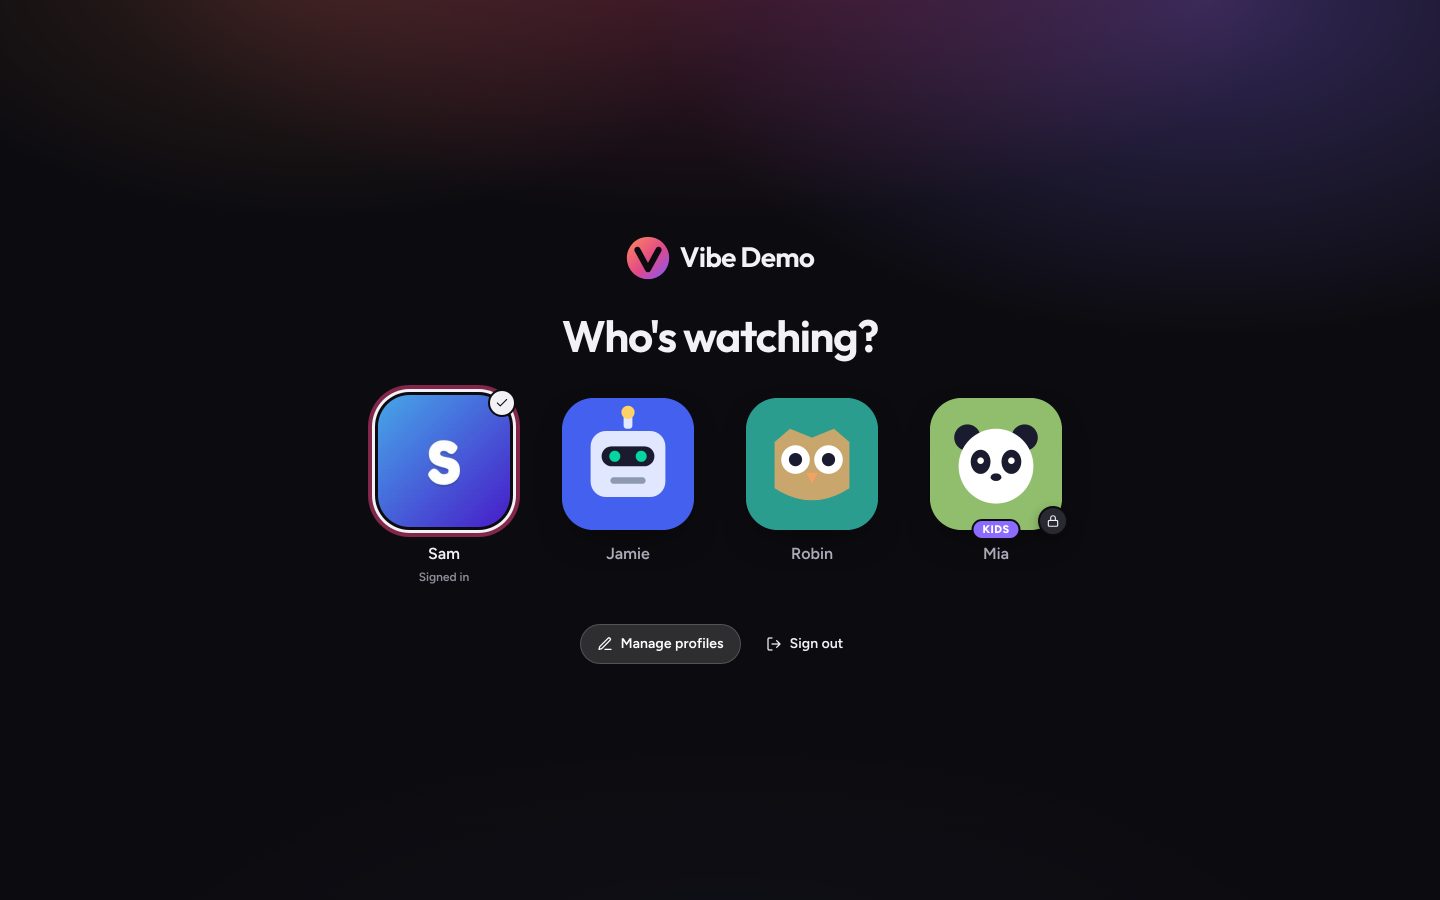 Vibe Demo
Who's watching?
S
Sam
Signed in
Jamie
Robin
KIDS
Mia
Manage profiles
Sign out